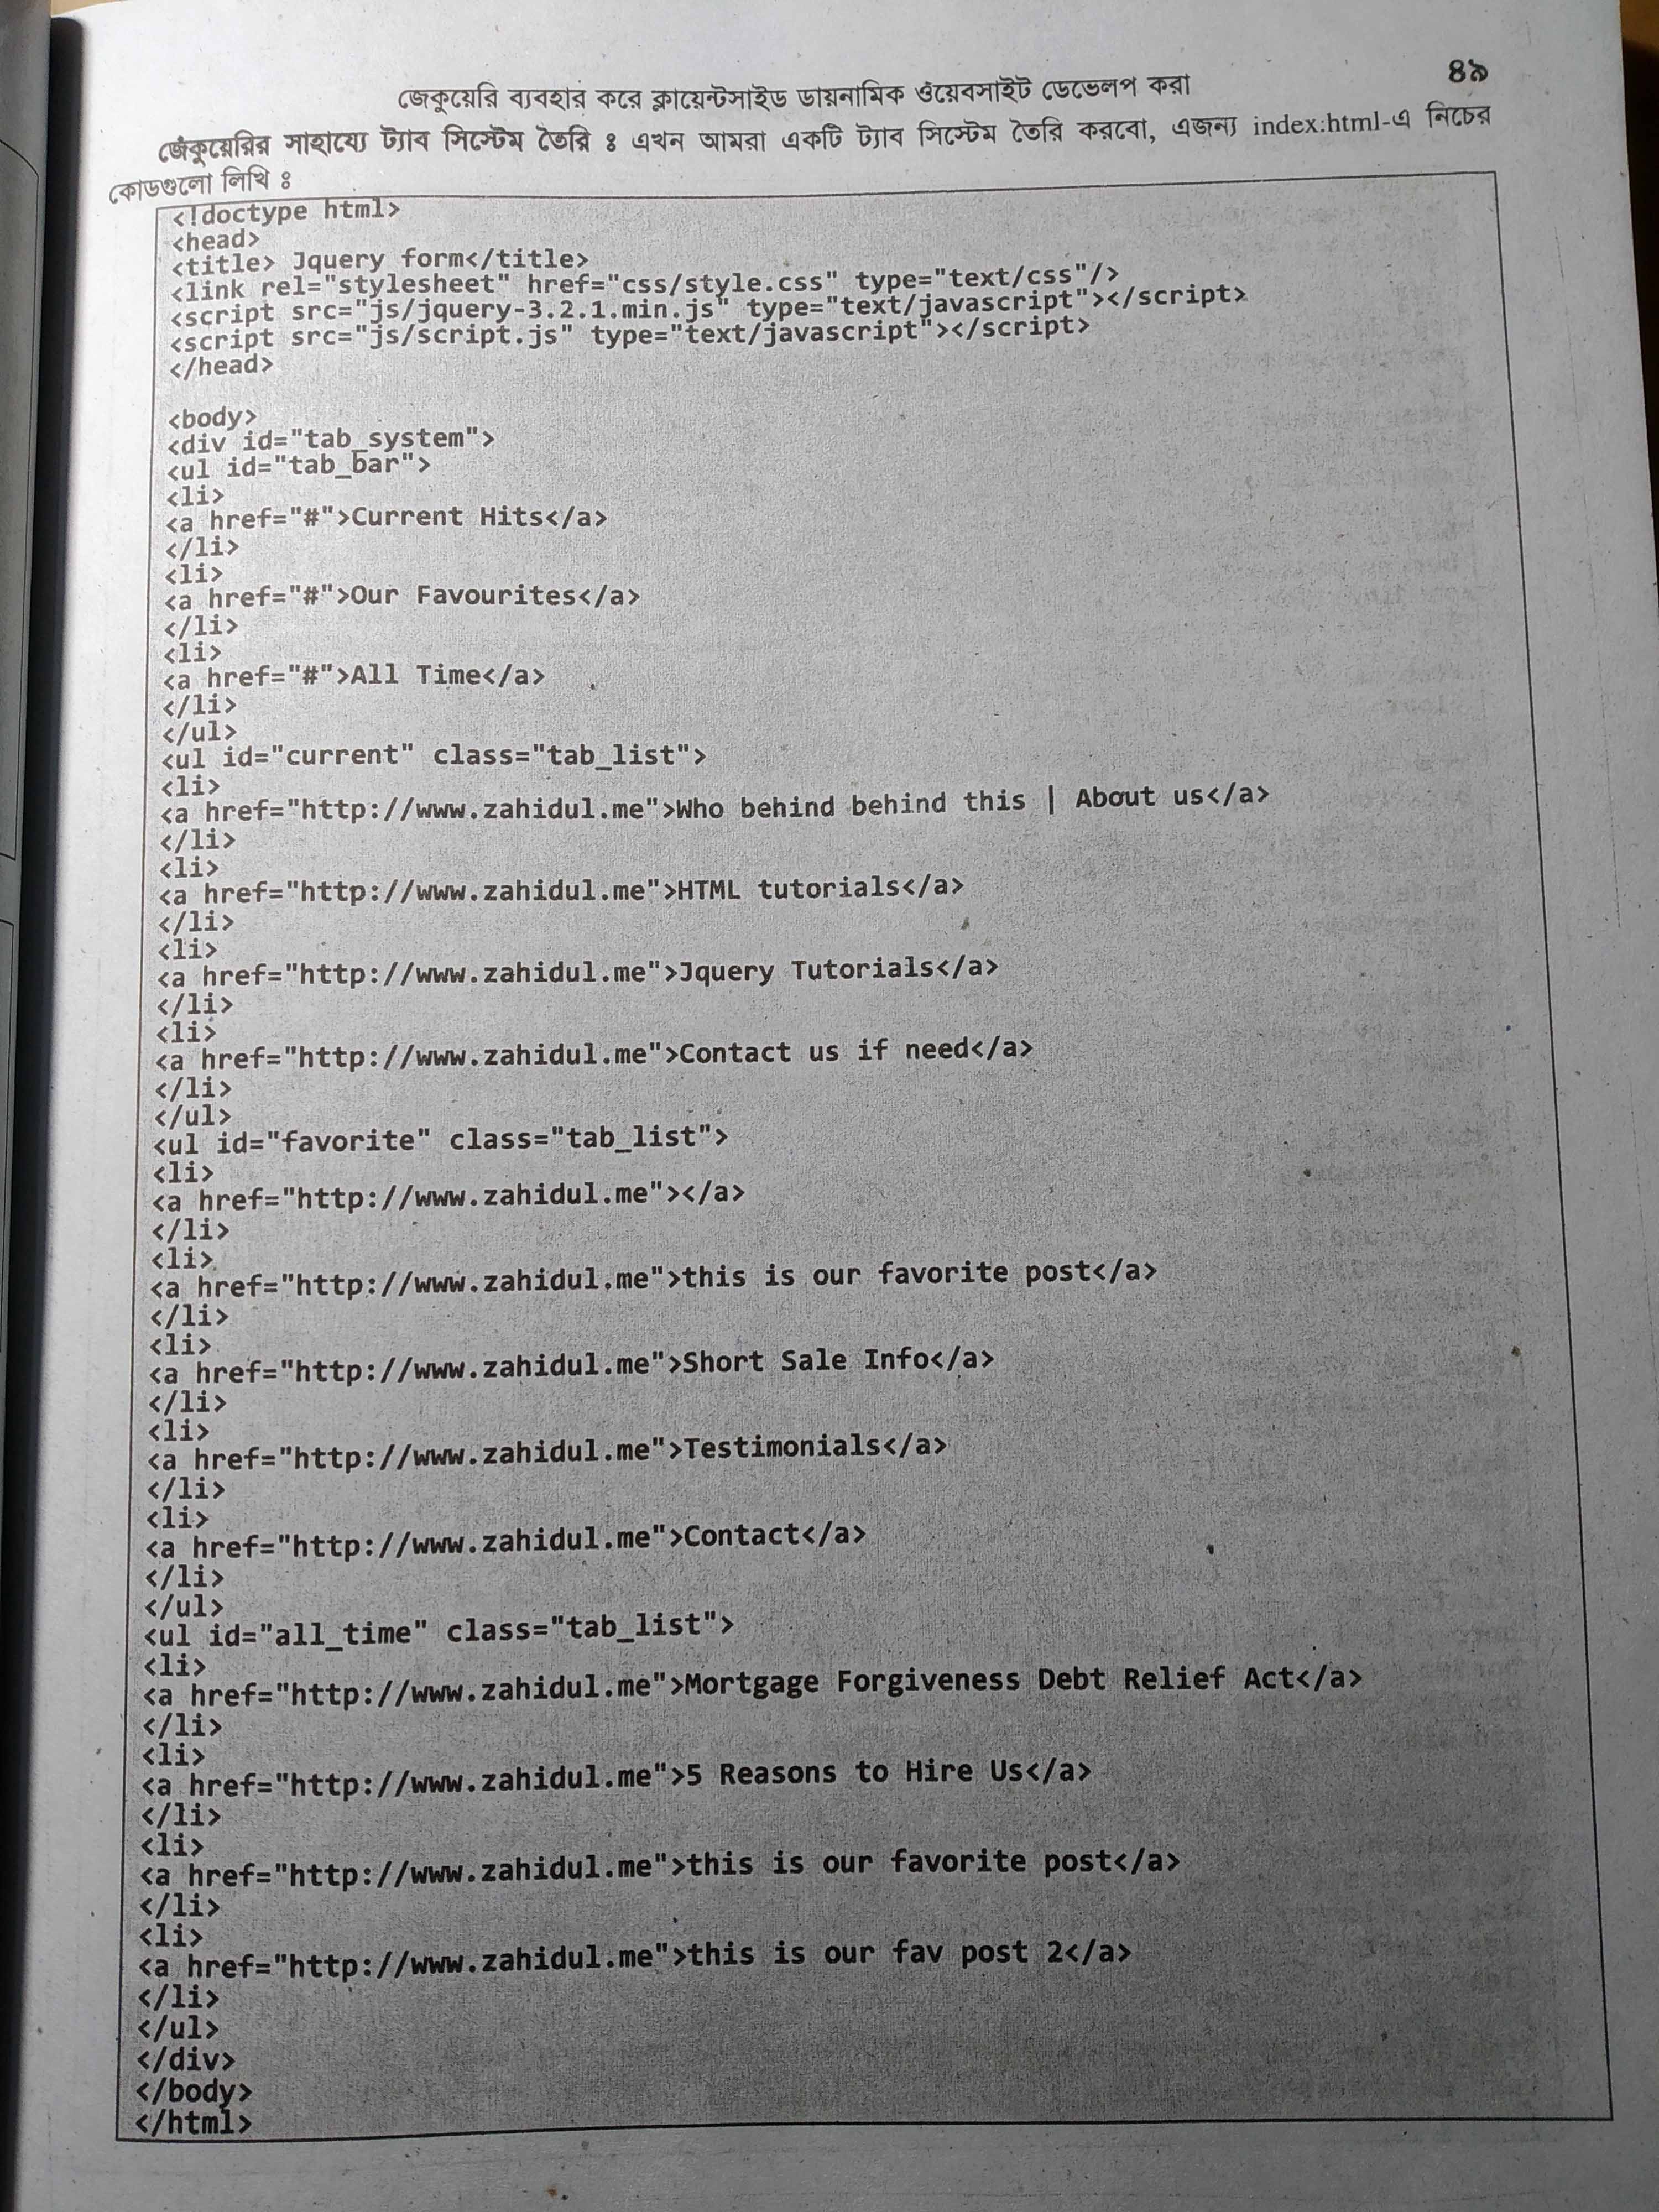 ৪৯
জেকুয়েরি ব্যবহার করে ক্লায়েন্টসাইড ডায়নামিক ওয়েবসাইট ডেভেলপ করা
জেকুয়েরির সাহায্যে ট্যাব সিস্টেম তৈরি ঃ এখন আমরা একটি ট্যাব সিস্টেম তৈরি করবো, এজন্য index:html-এ নিচের
কোডগুলো লিখি ঃ
<!doctype html>
<head>
<title> Jquery form</title>
<link rel="stylesheet" href="css/style.css" type="text/css"/>
<script src="js/jquery-3.2.1.min.js" type="text/javascript"></script>
<script src="js/script.js" type="text/javascript"></script>
</head>
<body>
<div id="tab_system">
<ul id="tab_bar">
<li>
<a href="#">Current Hits</a>
</li>
<li>
<a href="#">Our Favourites</a>
</li>
<li>
<a href="#">All Time</a>
</li>
</ul>
<ul id="current" class="tab_list">
<li>
<a href="http://www.zahidul.me">Who behind behind this | About us</a>
</li>
<li>
<a href="http://www.zahidul.me">HTML tutorials</a>
</li>
<li>
<a href="http://www.zahidul.me">Jquery Tutorials</a>
</li>
<li>
<a href="http://www.zahidul.me">Contact us if need</a>
</li>
</ul>
<ul id="favorite" class="tab_list">
<li>
<a href="http://www.zahidul.me"></a>
</li>
<li>
<a href="http://www.zahidul.me">this is our favorite post</a>
</li>
<li>
<a href="http://www.zahidul.me">Short Sale Info</a>
</li>
<li>
<a href="http://www.zahidul.me">Testimonials</a>
</li>
<li>
<a href="http://www.zahidul.me">Contact</a>
</li>
</ul>
<ul id="all_time" class="tab_list">
<li>
<a href="http://www.zahidul.me">Mortgage Forgiveness Debt Relief Act</a>
</li>
<li>
<a href="http://www.zahidul.me">5 Reasons to Hire Us</a>
</li>
<li>
<a href="http://www.zahidul.me">this is our favorite post</a>
</li>
<li>
<a href="http://www.zahidul.me">this is our fav post 2</a>
</li>
</ul>
</div>
</body>
</html>